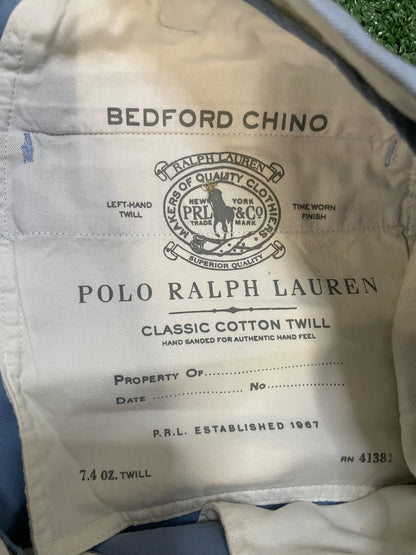 BEDFORD CHINO
RALPH LAUREN
MAKERS OF QUALITY CLOTHIERS
LEFT-HAND
TWILL
NEW YORK
PRL &Co
TRADE MARK
TIME WORN
FINISH
SUPERIOR QUALITY
POLO RALPH LAUREN
CLASSIC COTTON TWILL
HAND SANDED FOR AUTHENTIC HAND FEEL
PROPERTY OF
DATE NO
P.R.L. ESTABLISHED 1967
7.4 OZ. TWILL
RN 41381